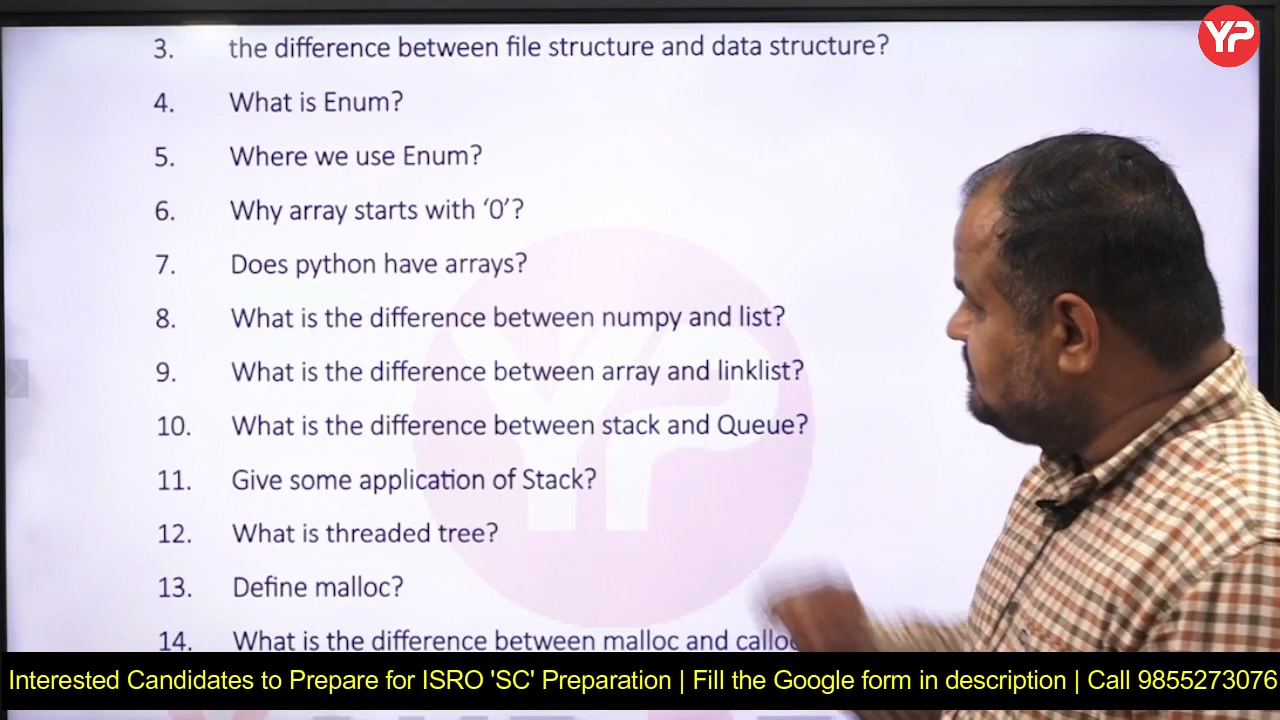 YP
3. the difference between file structure and data structure?
4. What is Enum?
5. Where we use Enum?
6. Why array starts with ‘0’?
7. Does python have arrays?
8. What is the difference between numpy and list?
9. What is the difference between array and linklist?
10. What is the difference between stack and Queue?
11. Give some application of Stack?
12. What is threaded tree?
13. Define malloc?
14. What is the difference between malloc and
Interested Candidates to Prepare for ISRO 'SC' Preparation | Fill the Google form in description | Call 9855273076